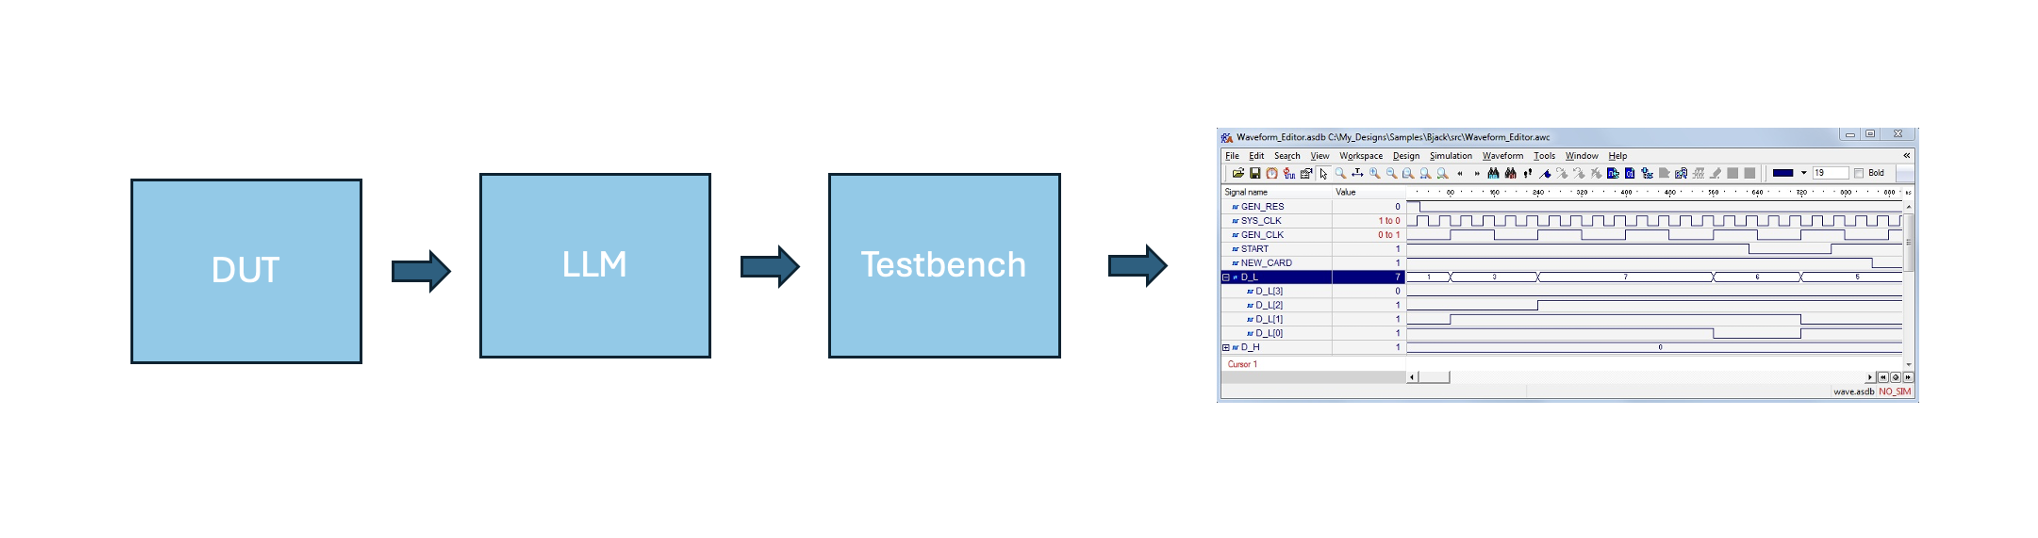 DUT
LLM
Testbench
Waveform_Editor.asdb C:\My_Designs\Samples\Bjack\src\Waveform_Editor.awc
File Edit Search View Workspace Design Simulation Waveform Tools Window Help
19 Bold
Signal name Value 80 160 240 320 400 480 560 640 720 800 880 ns
GEN_RES 0
SYS_CLK 1 to 0
GEN_CLK 0 to 1
START 1
NEW_CARD 1
D_L 7 1 3 7 6 5
D_L[3] 0
D_L[2] 1
D_L[1] 1
D_L[0] 1
D_H 1 0
Cursor 1
wave.asdb NO_SIM